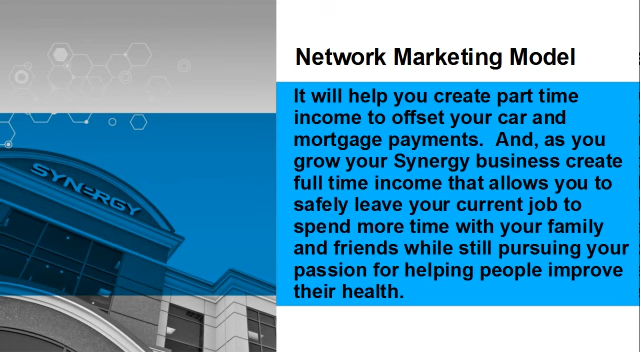 SYNERGY
Network Marketing Model
It will help you create part time
income to offset your car and
mortgage payments.  And, as you
grow your Synergy business create
full time income that allows you to
safely leave your current job to
spend more time with your family
and friends while still pursuing your
passion for helping people improve
their health.